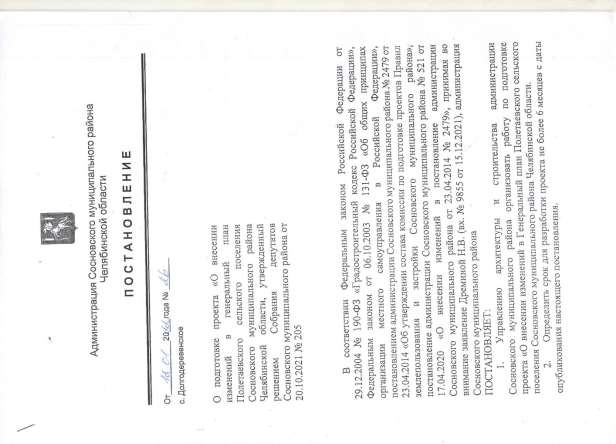 Администрация Сосновского муниципального района
Челябинской области
ПОСТАНОВЛЕНИЕ
От 20 года №
с. Долгодеревенское
О подготовке проекта «О внесении
изменений в генеральный план
Полетаевского сельского поселения
Сосновского муниципального района
Челябинской области, утвержденный
решением Собрания депутатов
Сосновского муниципального района от
20.10.2021 № 205
В соответствии Федеральным законом Российской Федерации от
29.12.2004 № 190-ФЗ «Градостроительный кодекс Российской Федерации»,
Федеральным законом от 06.10.2003 № 131-ФЗ «Об общих принципах
организации местного самоуправления в Российской Федерации»,
постановлением администрации Сосновского муниципального района.№ 2479 от
23.04.2014 «Об утверждении состава комиссии по подготовке проектов Правил
землепользования и застройки Сосновского муниципального района»,
постановление администрации Сосновского муниципального района № 521 от
17.04.2020 «О внесении изменений в постановление администрации
Сосновского муниципального района от 23.04.2014 № 2479», принимая во
внимание заявление Дреминой Н.В. (вх. № 9855 от 15.12.2021), администрация
Сосновского муниципального района
ПОСТАНОВЛЯЕТ:
1. Управлению архитектуры и строительства администрации
Сосновского муниципального района организовать работу по подготовке
проекта «О внесении изменений в Генеральный план Полетаевского сельского
поселения Сосновского муниципального района Челябинской области.
2. Определить срок для разработки проекта не более 6 месяцев с даты
опубликования настоящего постановления.